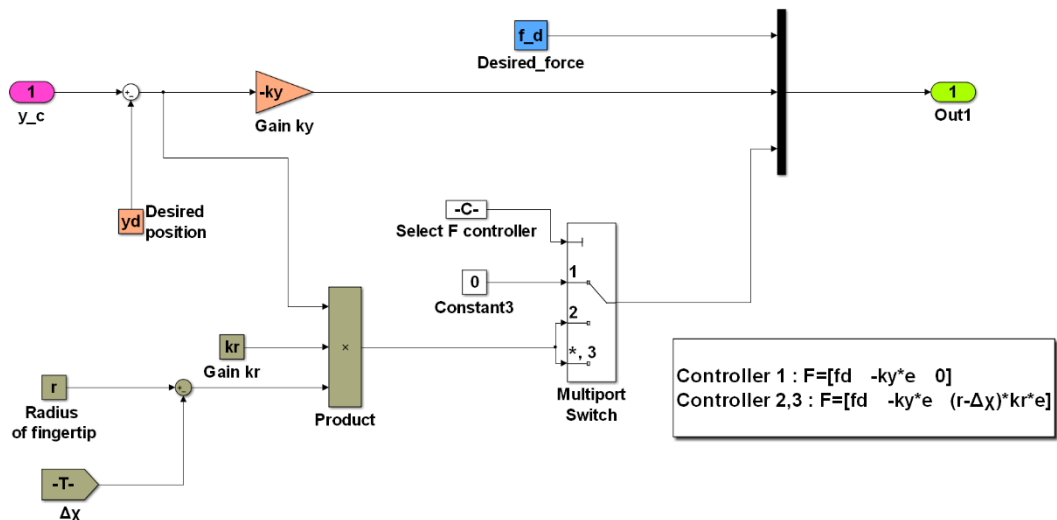 f_d
Desired_force
1
y_c
+
-
-ky
Gain ky
1
Out1
yd
Desired
position
-C-
Select F controller
0
Constant3
1
2
*, 3
Multiport
Switch
kr
Gain kr
×
Product
r
Radius
of fingertip
+
-
-T-
Δχ
Controller 1 : F=[fd -ky*e 0]
Controller 2,3 : F=[fd -ky*e (r-Δχ)*kr*e]